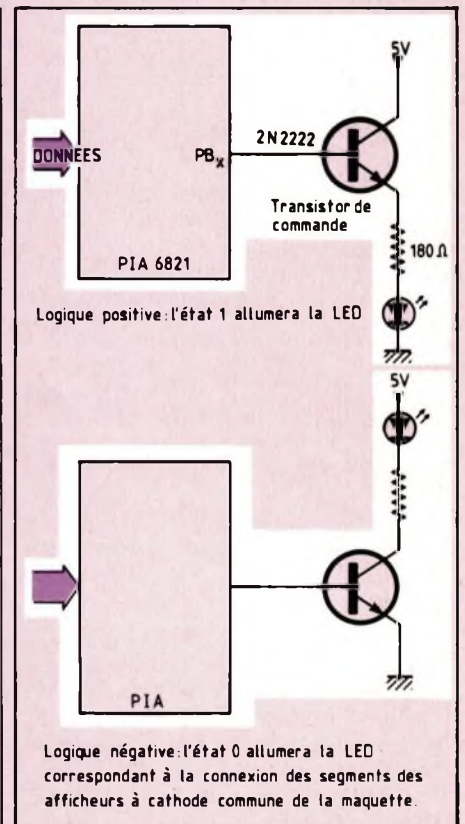 5V
DONNEES
PBx
2N2222
Transistor de
commande
180 Ω
PIA 6821
Logique positive : l'état 1 allumera la LED
5V
PIA
Logique négative : l'état 0 allumera la LED
correspondant à la connexion des segments des
afficheurs à cathode commune de la maquette.